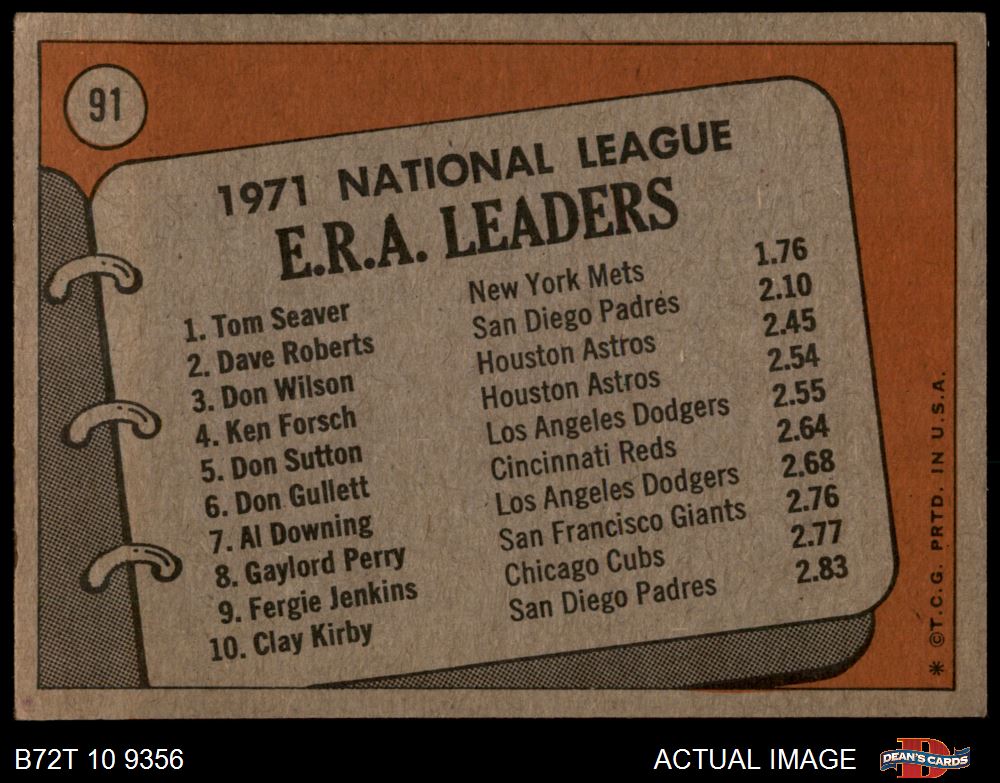 91
1971 NATIONAL LEAGUE
E.R.A. LEADERS
1. Tom Seaver New York Mets 1.76
2. Dave Roberts San Diego Padres 2.10
3. Don Wilson Houston Astros 2.45
4. Ken Forsch Houston Astros 2.54
5. Don Sutton Los Angeles Dodgers 2.55
6. Don Gullett Cincinnati Reds 2.64
7. Al Downing Los Angeles Dodgers 2.68
8. Gaylord Perry San Francisco Giants 2.76
9. Fergie Jenkins Chicago Cubs 2.77
10. Clay Kirby San Diego Padres 2.83
* ©T.C.G. PRTD. IN U.S.A.
B72T 10 9356 ACTUAL IMAGE
D
DEAN'S CARDS